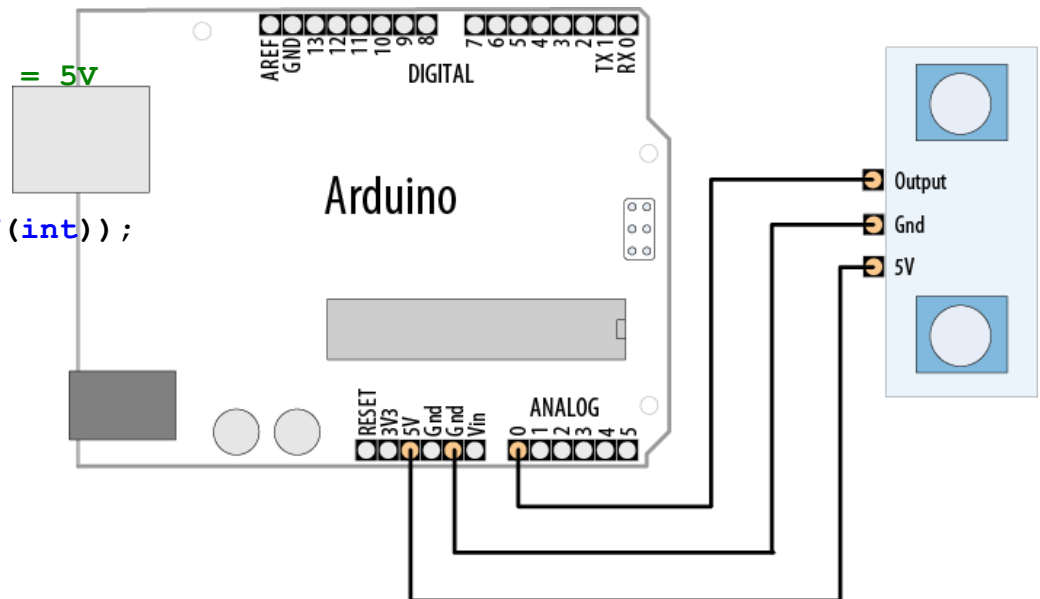 AREF GND 13 12 11 10 9 8 7 6 5 4 3 2 TX 1 RX 0
DIGITAL
= 5V
Arduino
Output
(int));
Gnd
5V
ANALOG
RESET 3V3 5V Gnd Gnd Vin 0 1 2 3 4 5